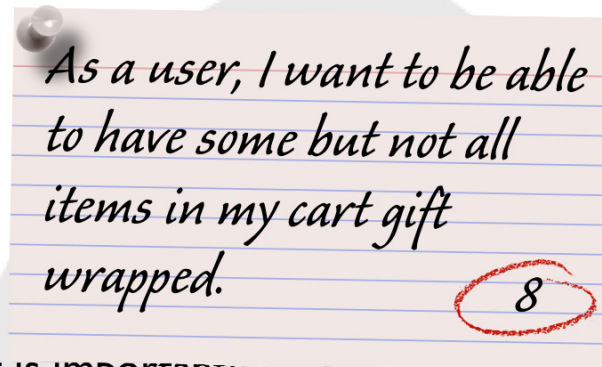 As a user, I want to be able
to have some but not all
items in my cart gift
wrapped.
8